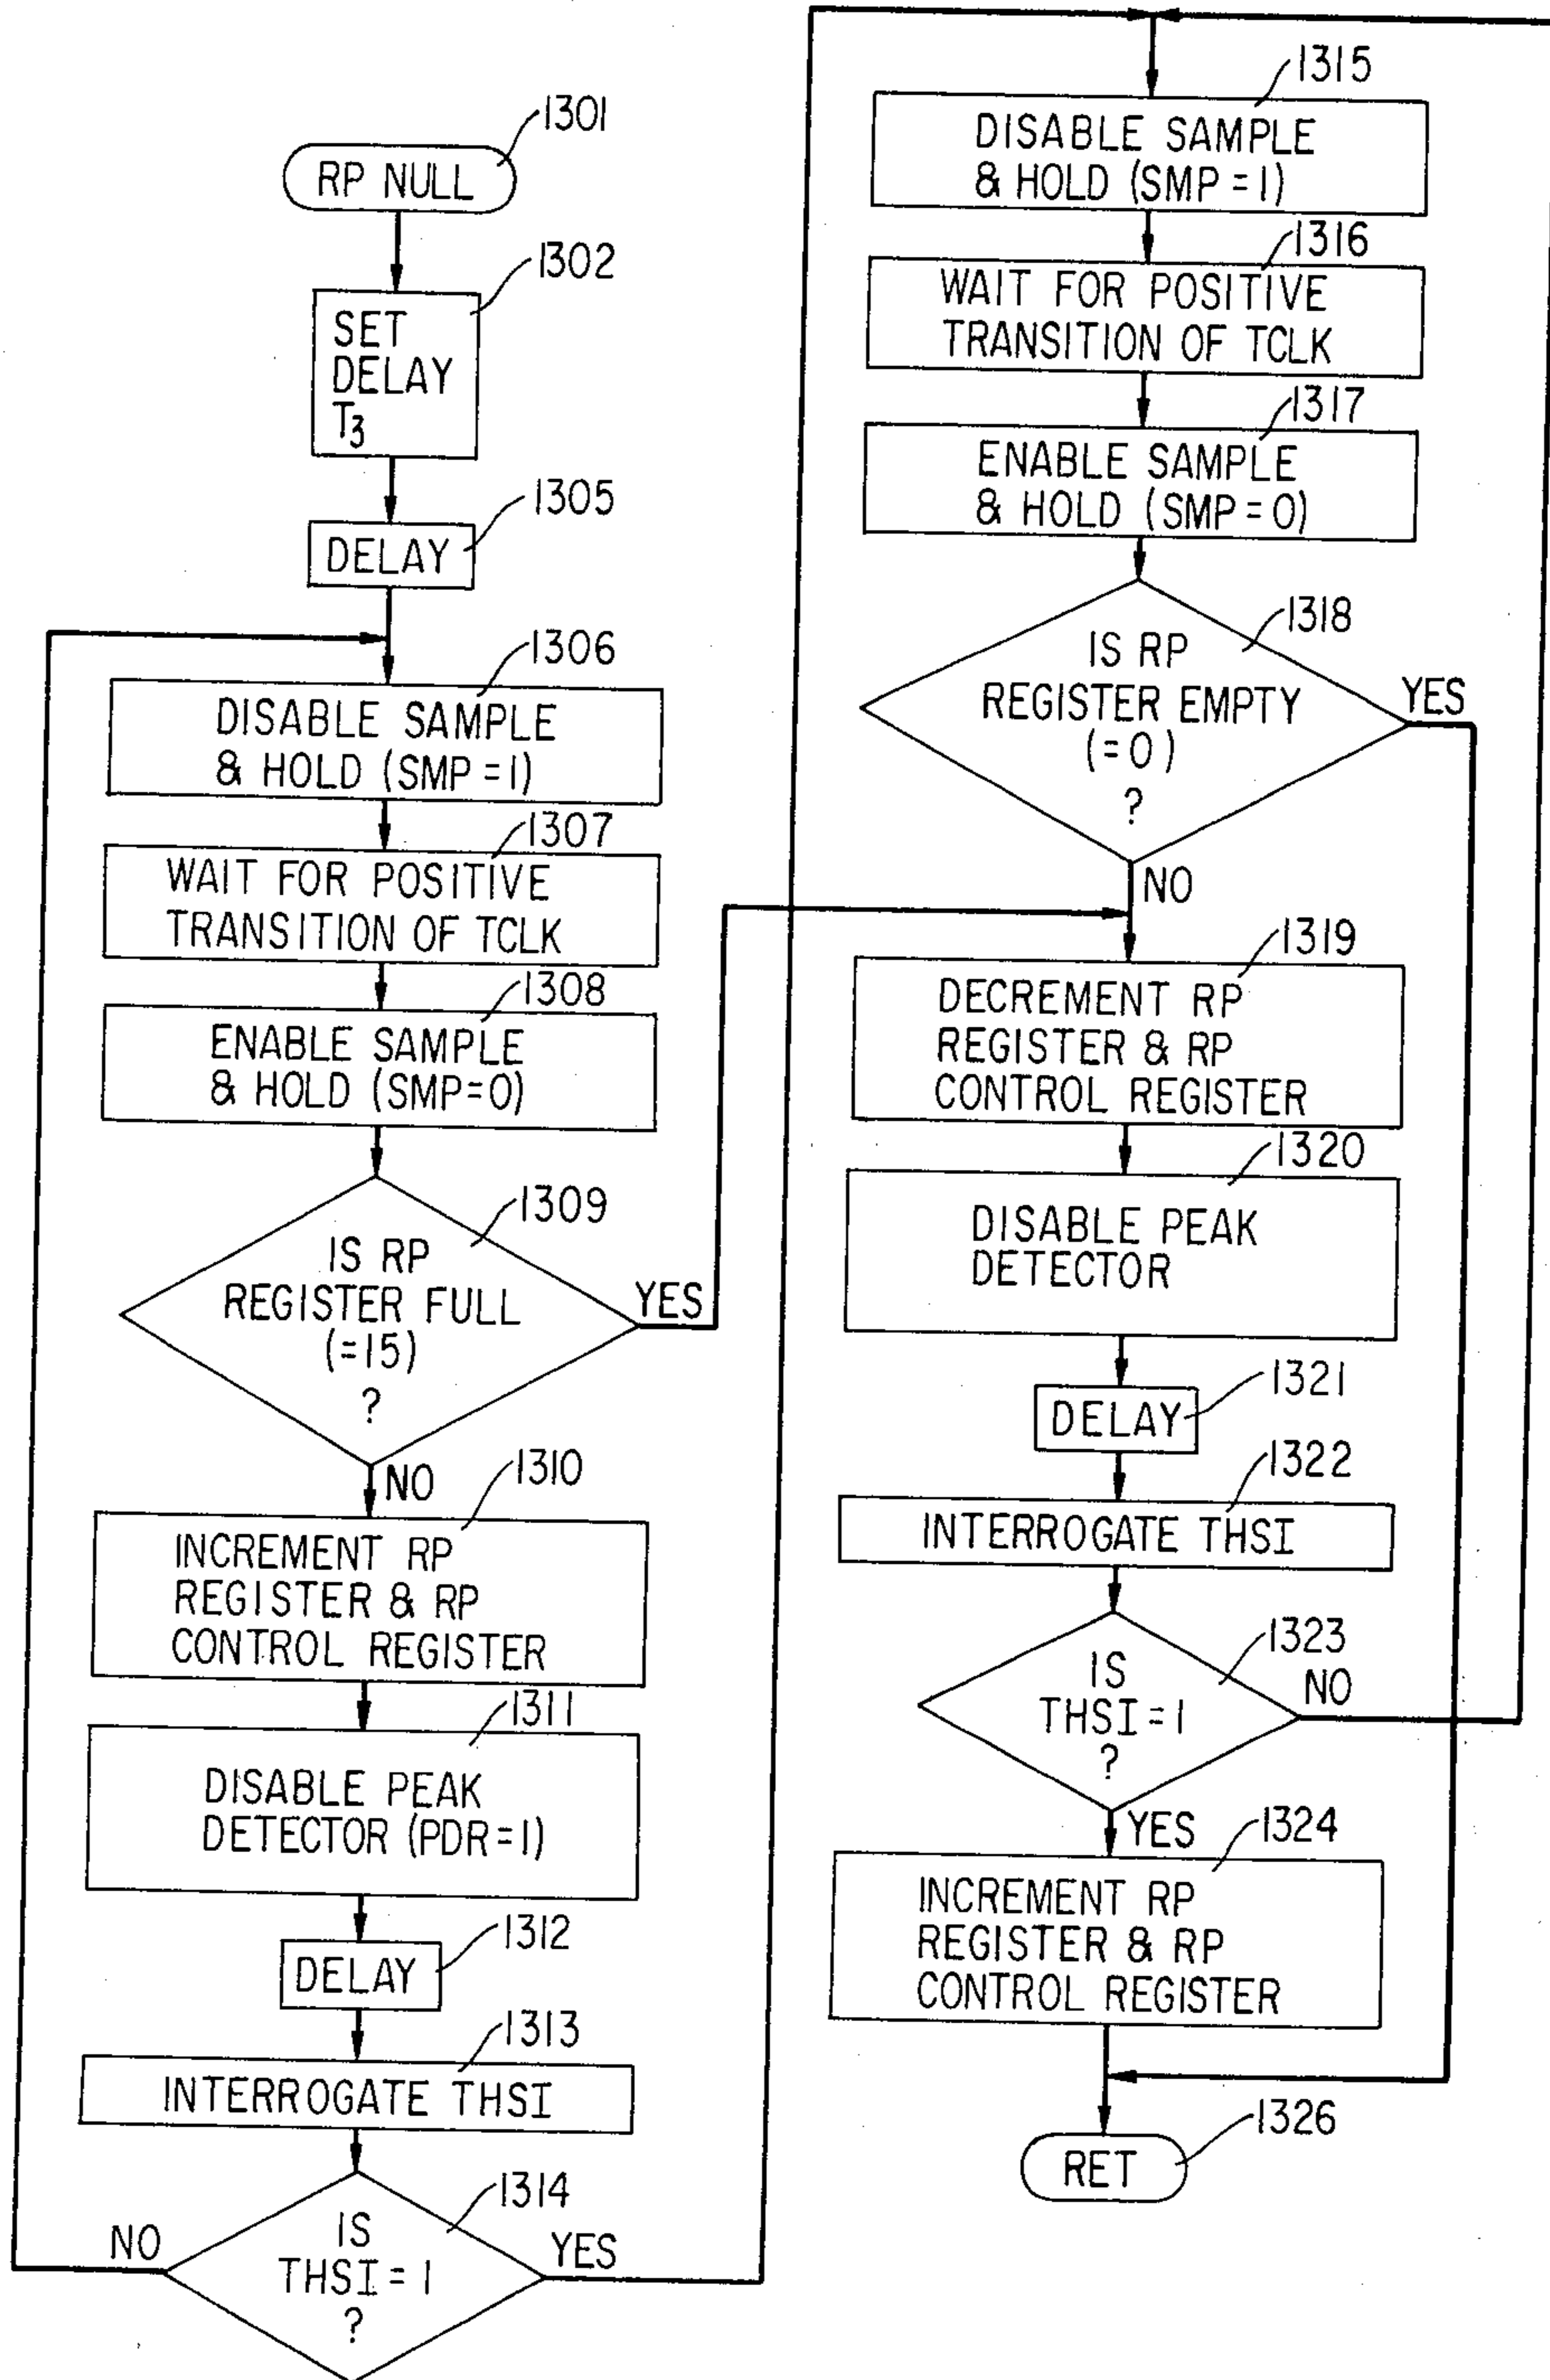 1301
RP NULL
1302
SET
DELAY
T3
1305
DELAY
1306
DISABLE SAMPLE
& HOLD (SMP = 1)
1307
WAIT FOR POSITIVE
TRANSITION OF TCLK
1308
ENABLE SAMPLE
& HOLD (SMP=0)
1309
IS RP
REGISTER FULL
(=15)
?
YES
NO
1310
INCREMENT RP
REGISTER & RP
CONTROL REGISTER
1311
DISABLE PEAK
DETECTOR (PDR=1)
1312
DELAY
1313
INTERROGATE THSI
1314
IS
THSI = 1
?
NO
YES
1315
DISABLE SAMPLE
& HOLD (SMP = 1)
1316
WAIT FOR POSITIVE
TRANSITION OF TCLK
1317
ENABLE SAMPLE
& HOLD (SMP = 0)
1318
IS RP
REGISTER EMPTY
(=0)
?
YES
NO
1319
DECREMENT RP
REGISTER & RP
CONTROL REGISTER
1320
DISABLE PEAK
DETECTOR
1321
DELAY
1322
INTERROGATE THSI
1323
IS
THSI = 1
?
NO
YES
1324
INCREMENT RP
REGISTER & RP
CONTROL REGISTER
1326
RET